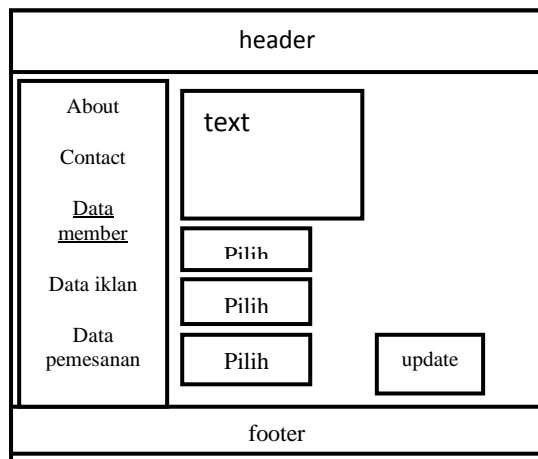 header
About
Contact
Data
member
Data iklan
Data
pemesanan
text
Pilih
Pilih
Pilih
update
footer